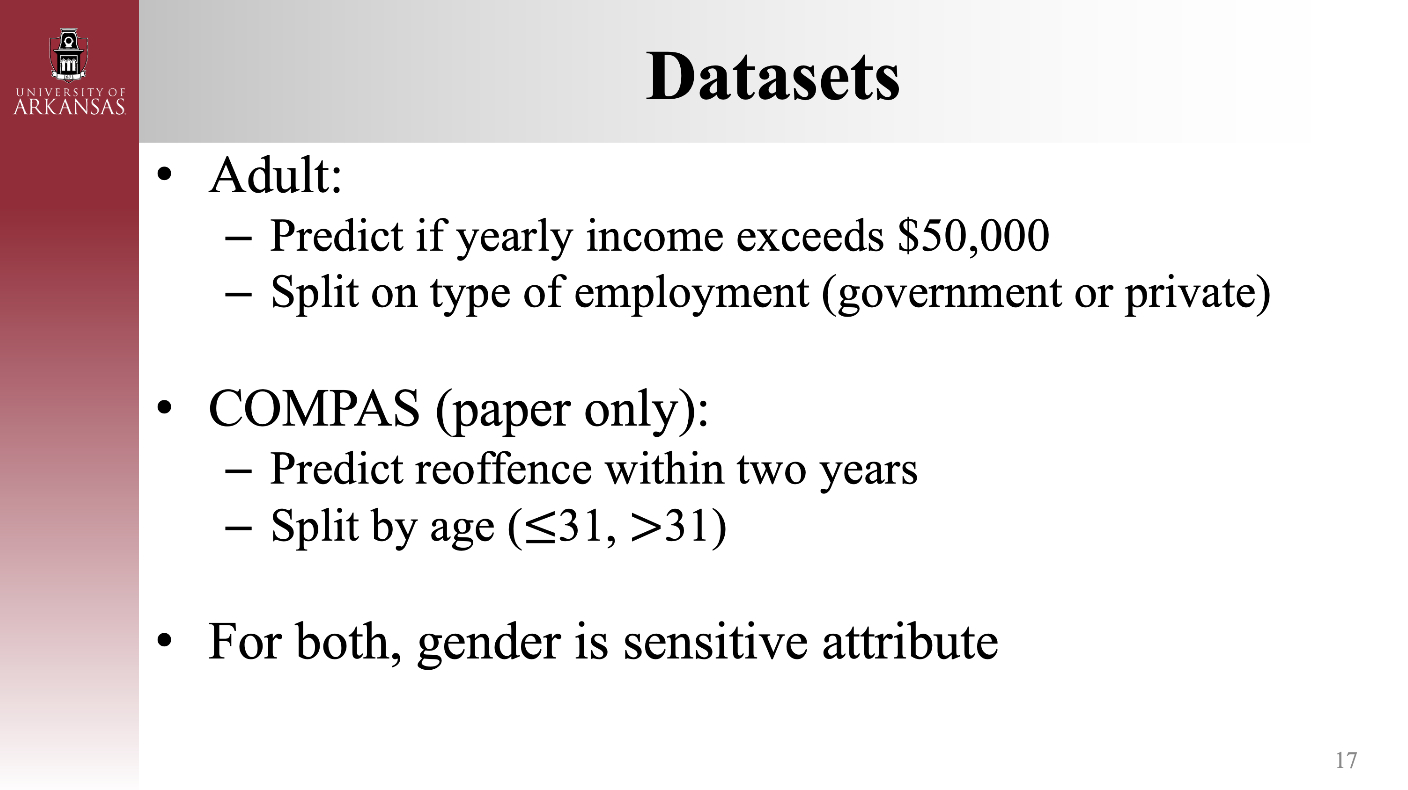 UNIVERSITY OF
ARKANSAS
Datasets
• Adult:
– Predict if yearly income exceeds $50,000
– Split on type of employment (government or private)
• COMPAS (paper only):
– Predict reoffence within two years
– Split by age (≤31, >31)
• For both, gender is sensitive attribute
17